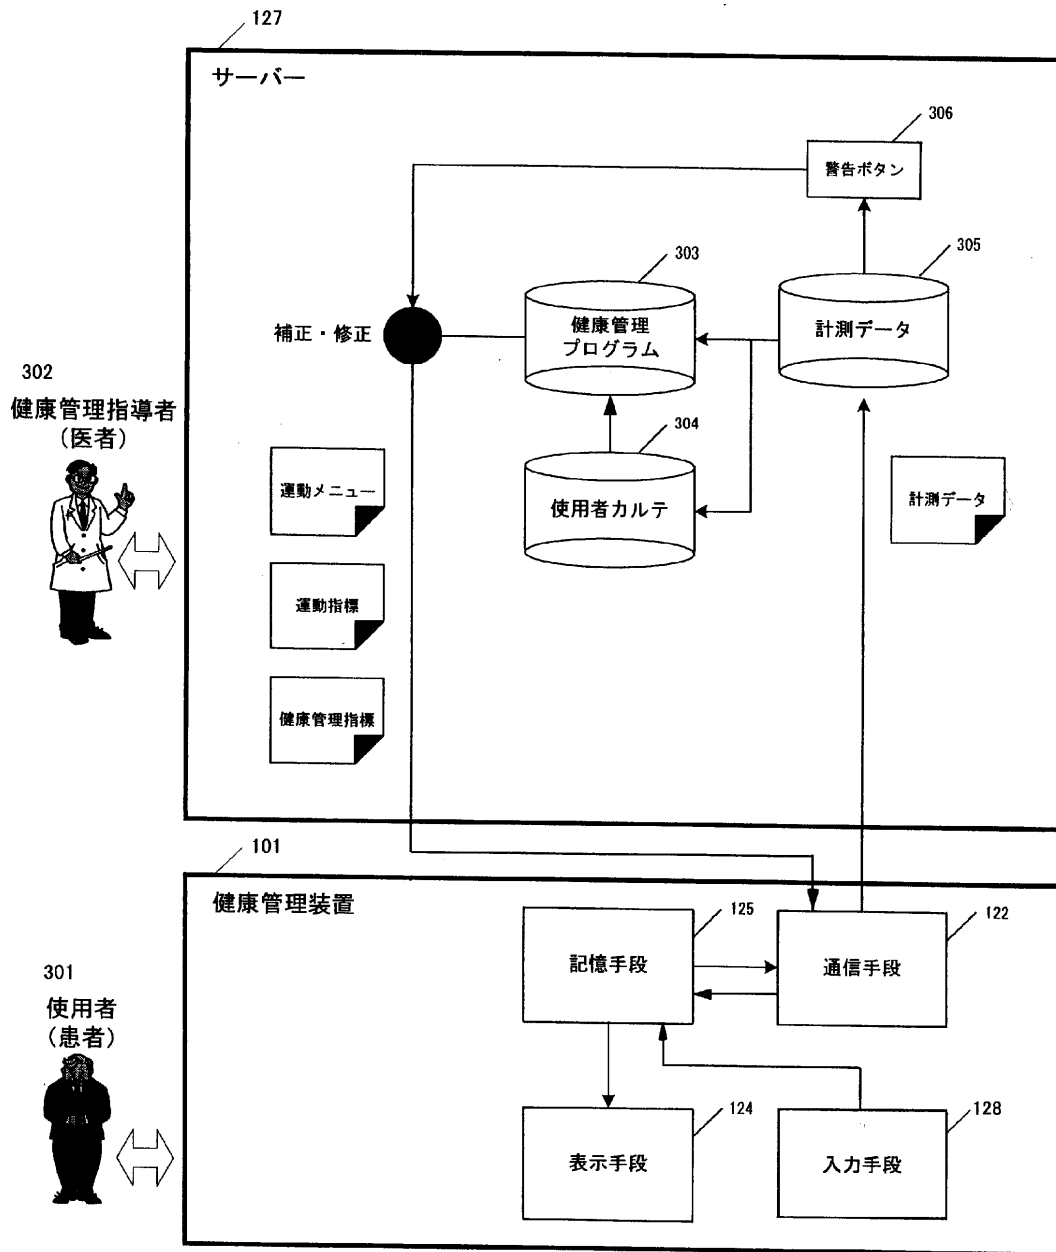 127
サーバー
306
警告ボタン
305
計測データ
303
健康管理
プログラム
補正・修正
302
健康管理指導者
(医者)
304
使用者カルテ
運動メニュー
計測データ
運動指標
健康管理指標
101
健康管理装置
125
記憶手段
122
通信手段
301
使用者
(患者)
124
表示手段
128
入力手段